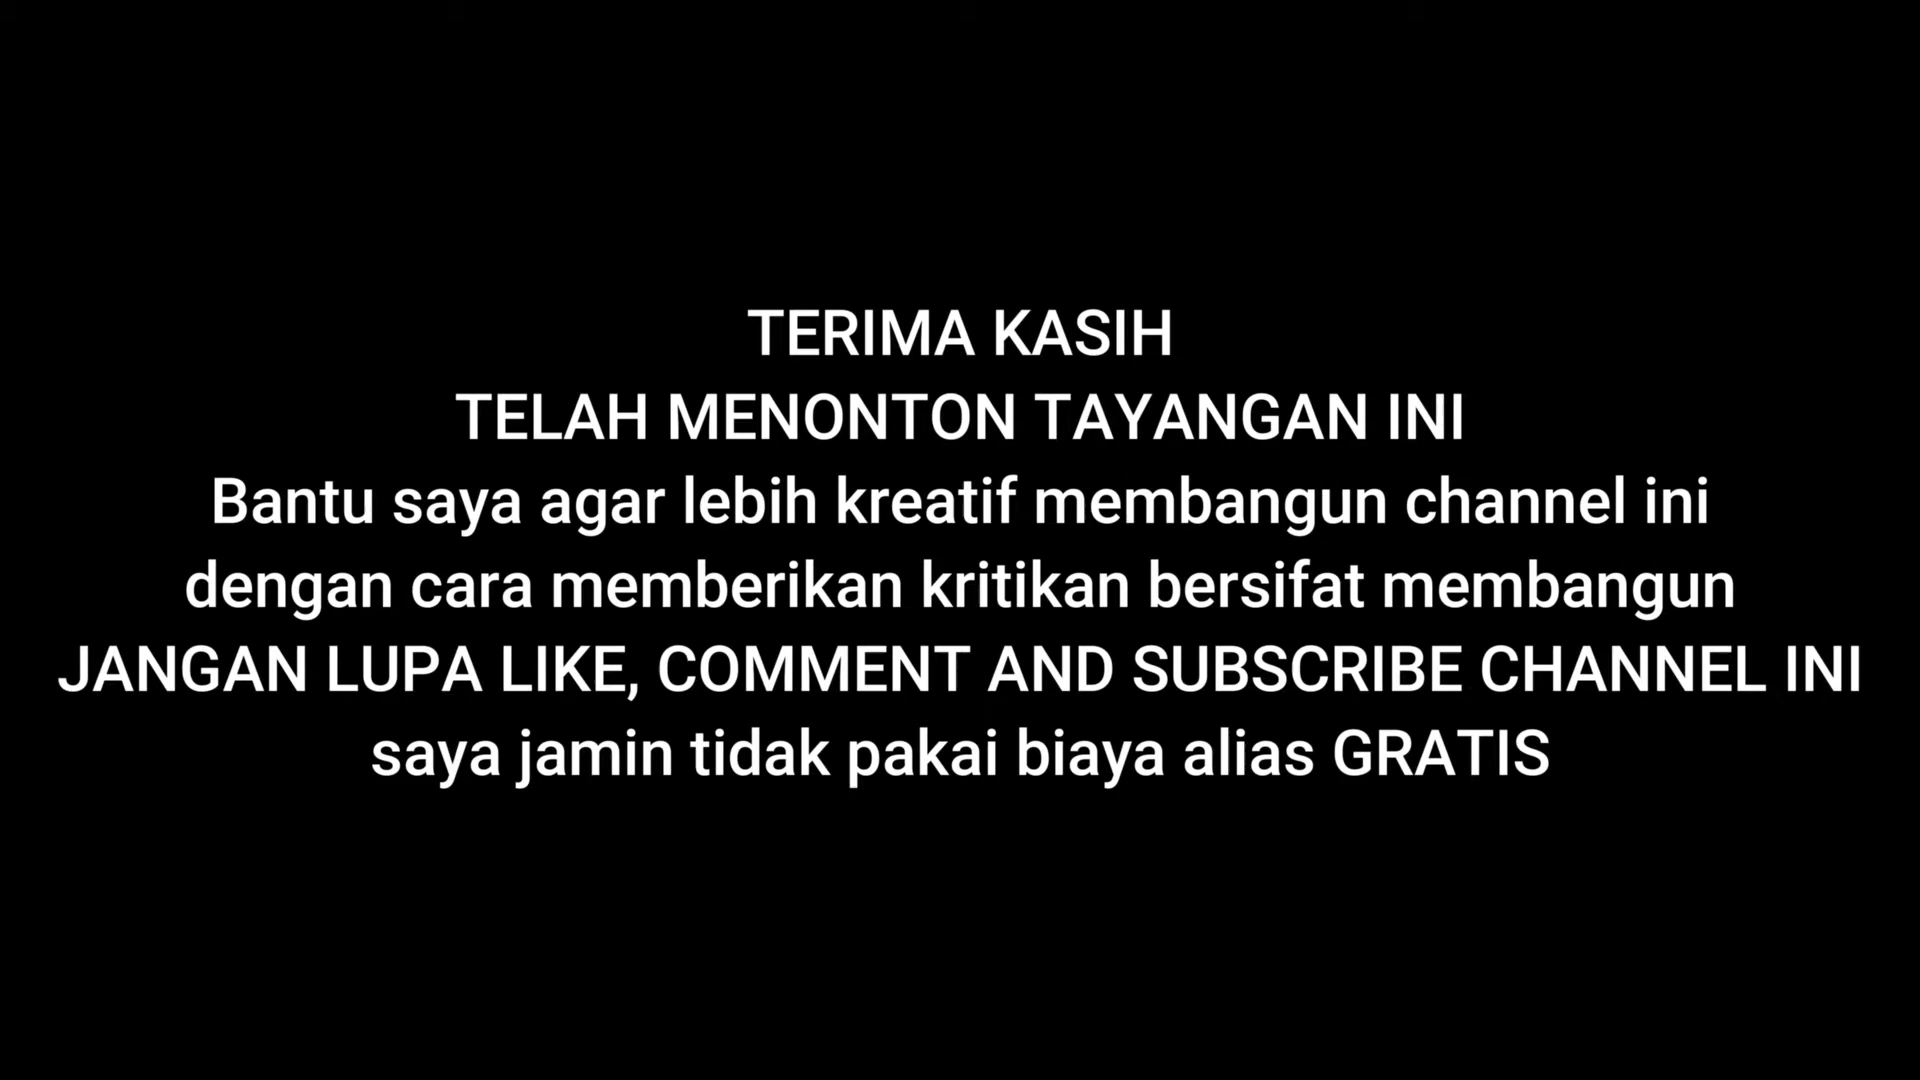 TERIMA KASIH
TELAH MENONTON TAYANGAN INI
Bantu saya agar lebih kreatif membangun channel ini
dengan cara memberikan kritikan bersifat membangun
JANGAN LUPA LIKE, COMMENT AND SUBSCRIBE CHANNEL INI
saya jamin tidak pakai biaya alias GRATIS